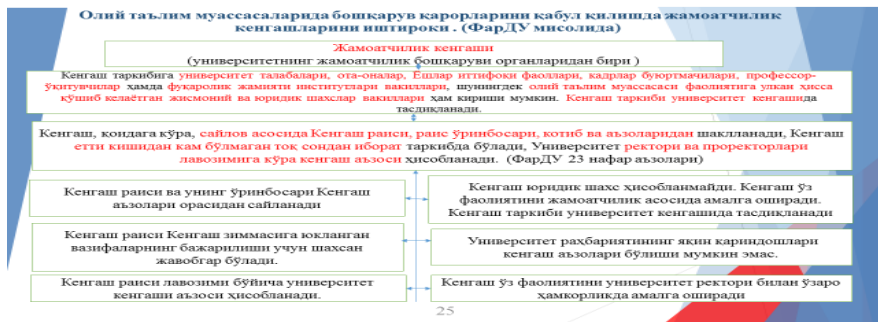 Олий таълим муассасаларида бошқарув қарорларини қабул қилишда жамоатчилик
кенгашларини иштироки . (ФарДУ мисолида)
Жамоатчилик кенгаши
(университетнинг жамоатчилик бошқаруви органларидан бири )
Кенгаш таркибига университет талабалари, ота-оналар, Ёшлар иттифоки фаоллари, кадрлар буюртмачилари, профессор-
ўқитувчилар ҳамда фуқаролик жамияти институтлари вакиллари, шунингдек олий таълим муассасаси фаолиятига улкан ҳисса
қўшиб келаётган жисмоний ва юридик шахслар вакиллари ҳам кириши мумкин. Кенгаш таркиби университет кенгашида
тасдиқланади.
Кенгаш, қоидага кўра, сайлов асосида Кенгаш раиси, раис ўринбосари, котиб ва аъзоларидан шаклланади, Кенгаш
етти кишидан кам бўлмаган тоқ сондан иборат таркибда бўлади, Университет ректори ва проректорлари
лавозимига кўра кенгаш аъзоси ҳисобланади. (ФарДУ 23 нафар аъзолари)
Кенгаш раиси ва унинг ўринбосари Кенгаш
аъзолари орасидан сайланади
Кенгаш юридик шахс ҳисобланмайди. Кенгаш ўз
фаолиятини жамоатчилик асосида амалга оширади.
Кенгаш таркиби университет кенгашида тасдиқланади
Кенгаш раиси Кенгаш зиммасига юкланган
вазифаларнинг бажарилиши учун шахсан
жавобгар бўлади.
Университет раҳбариятининг яқин қариндошлари
кенгаш аъзолари бўлиши мумкин эмас.
Кенгаш раиси лавозими бўйича университет
кенгаши аъзоси ҳисобланади.
Кенгаш ўз фаолиятини университет ректори билан ўзаро
ҳамкорликда амалга оширади
25